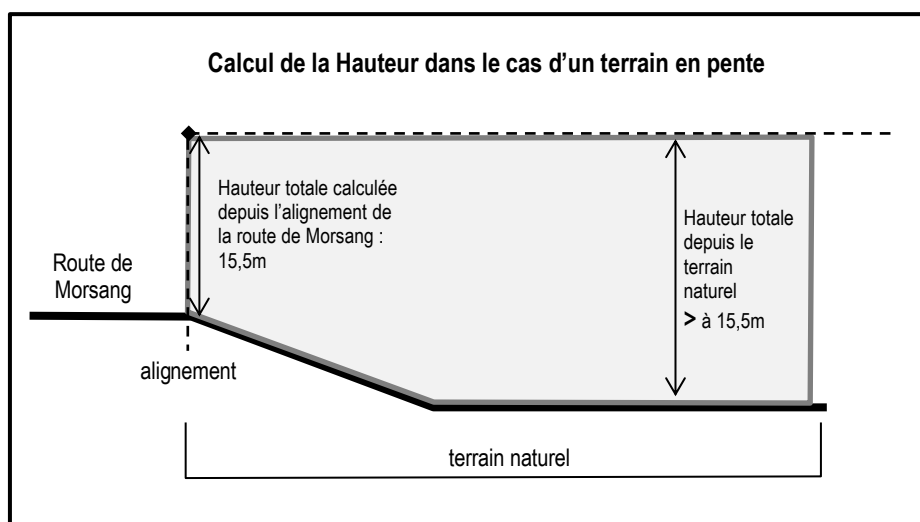 Calcul de la Hauteur dans le cas d'un terrain en pente
Hauteur totale calculée
depuis l'alignement de
la route de Morsang :
15,5m
Hauteur totale
depuis le
terrain
naturel
> à 15,5m
Route de
Morsang
alignement
terrain naturel